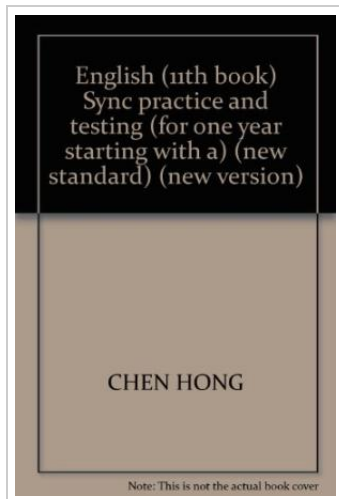 English (11th book)
Sync practice and
testing (for one year
starting with a) (new
standard) (new version)
CHEN HONG
Note: This is not the actual book cover